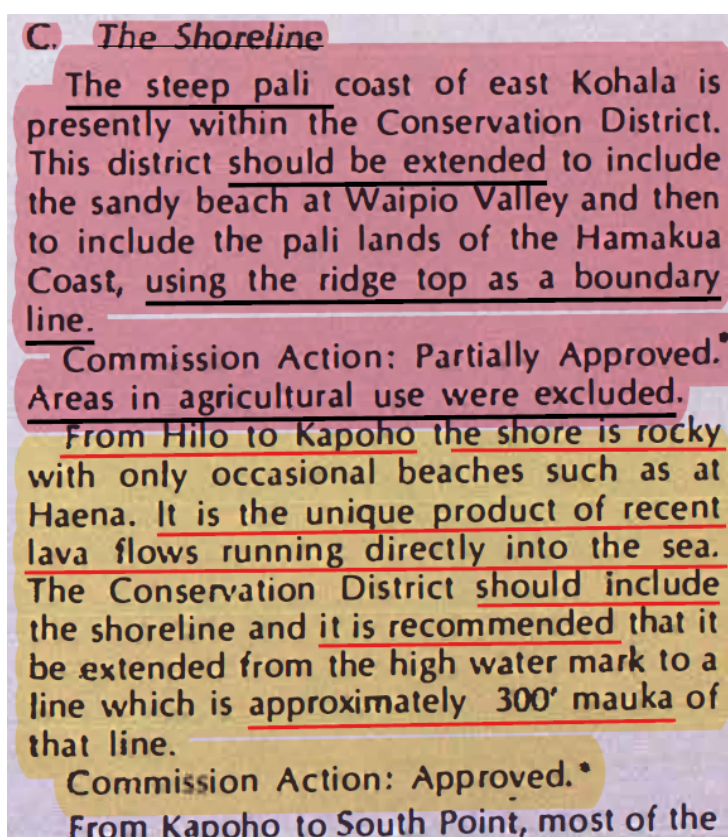 C. The Shoreline
The steep pali coast of east Kohala is
presently within the Conservation District.
This district should be extended to include
the sandy beach at Waipio Valley and then
to include the pali lands of the Hamakua
Coast, using the ridge top as a boundary
line.
Commission Action: Partially Approved.*
Areas in agricultural use were excluded.
From Hilo to Kapoho the shore is rocky
with only occasional beaches such as at
Haena. It is the unique product of recent
lava flows running directly into the sea.
The Conservation District should include
the shoreline and it is recommended that it
be extended from the high water mark to a
line which is approximately 300' mauka of
that line.
Commission Action: Approved.*
From Kapoho to South Point, most of the